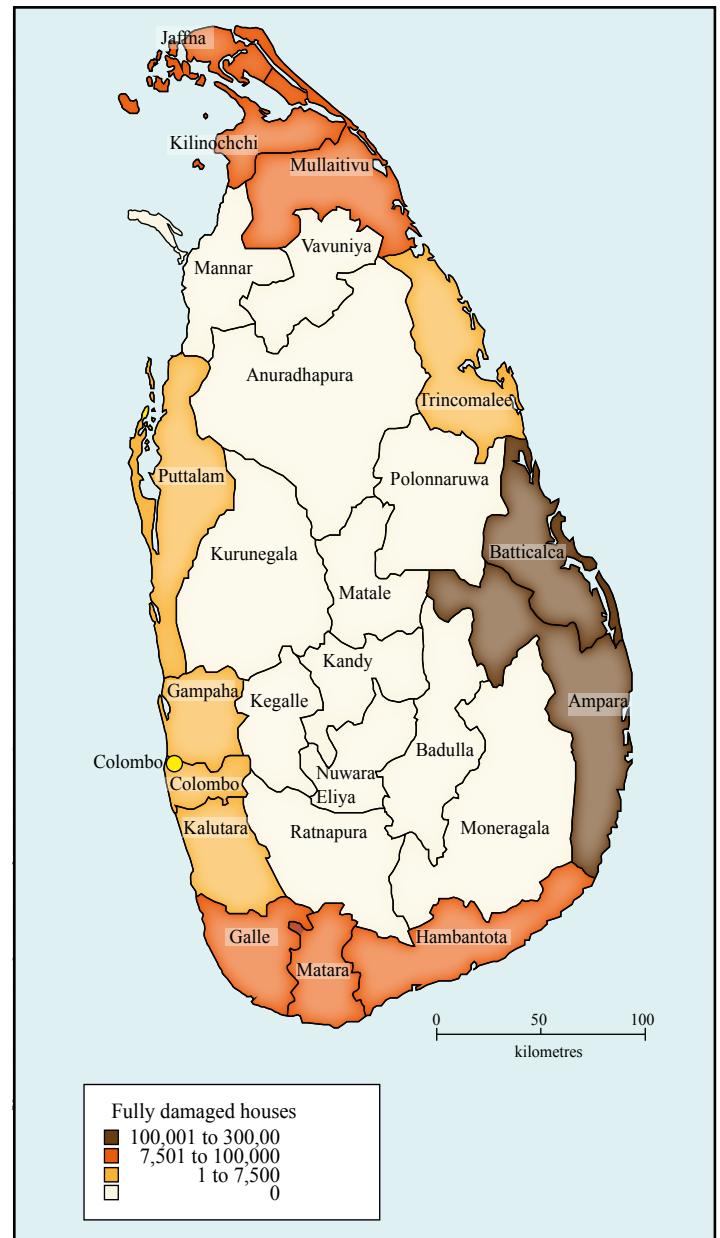 Jaffna
Kilinochchi
Mullaitivu
Vavuniya
Mannar
Anuradhapura
Trincomalee
Puttalam
Polonnaruwa
Batticalca
Kurunegala
Matale
Kandy
Gampaha
Kegalle
Ampara
Badulla
Colombo
Nuwara
Eliya
Colombo
Kalutara
Ratnapura
Moneragala
Galle
Hambantota
Matara
0 50 100
kilometres
Fully damaged houses
100,001 to 300,00
7,501 to 100,000
1 to 7,500
0